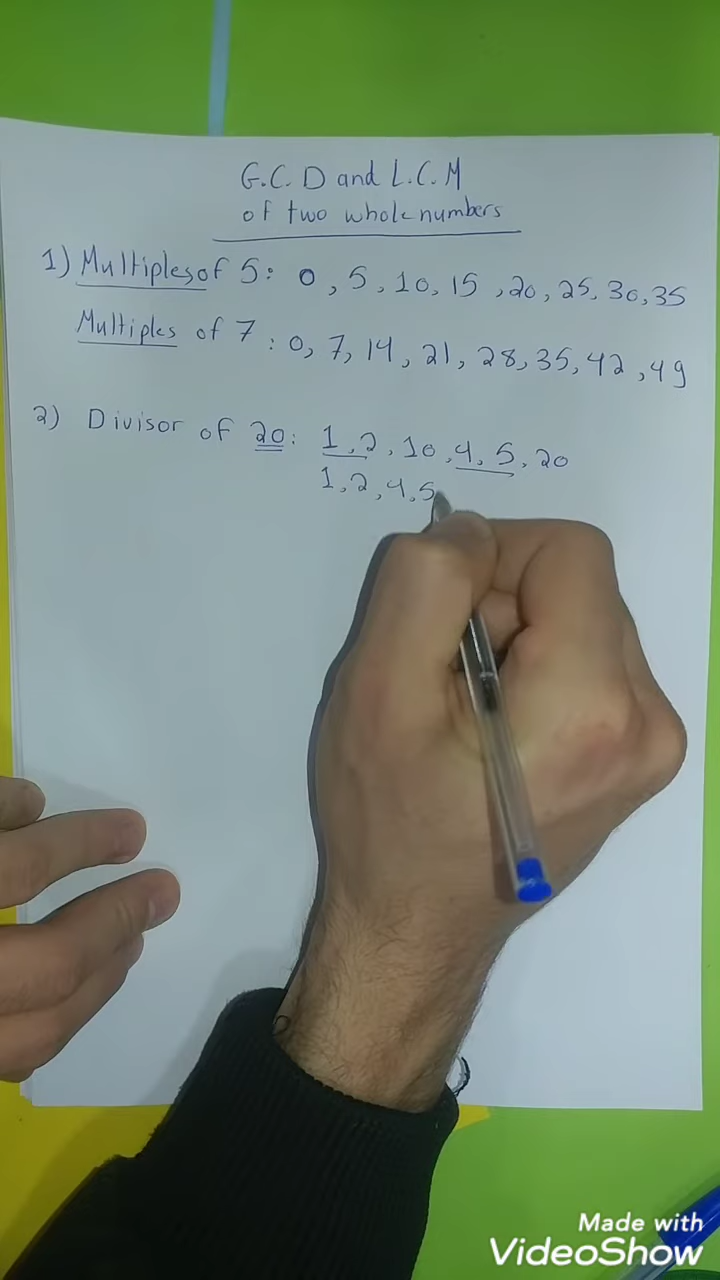 G.C.D and L.C.M
of two whole numbers
1) Multiples of 5: 0, 5, 10, 15, 20, 25, 30, 35
Multiples of 7: 0, 7, 14, 21, 28, 35, 42, 49
2) Divisor of 20: 1, 2, 10, 4, 5, 20
1, 2, 4, 5
Made with
VideoShow